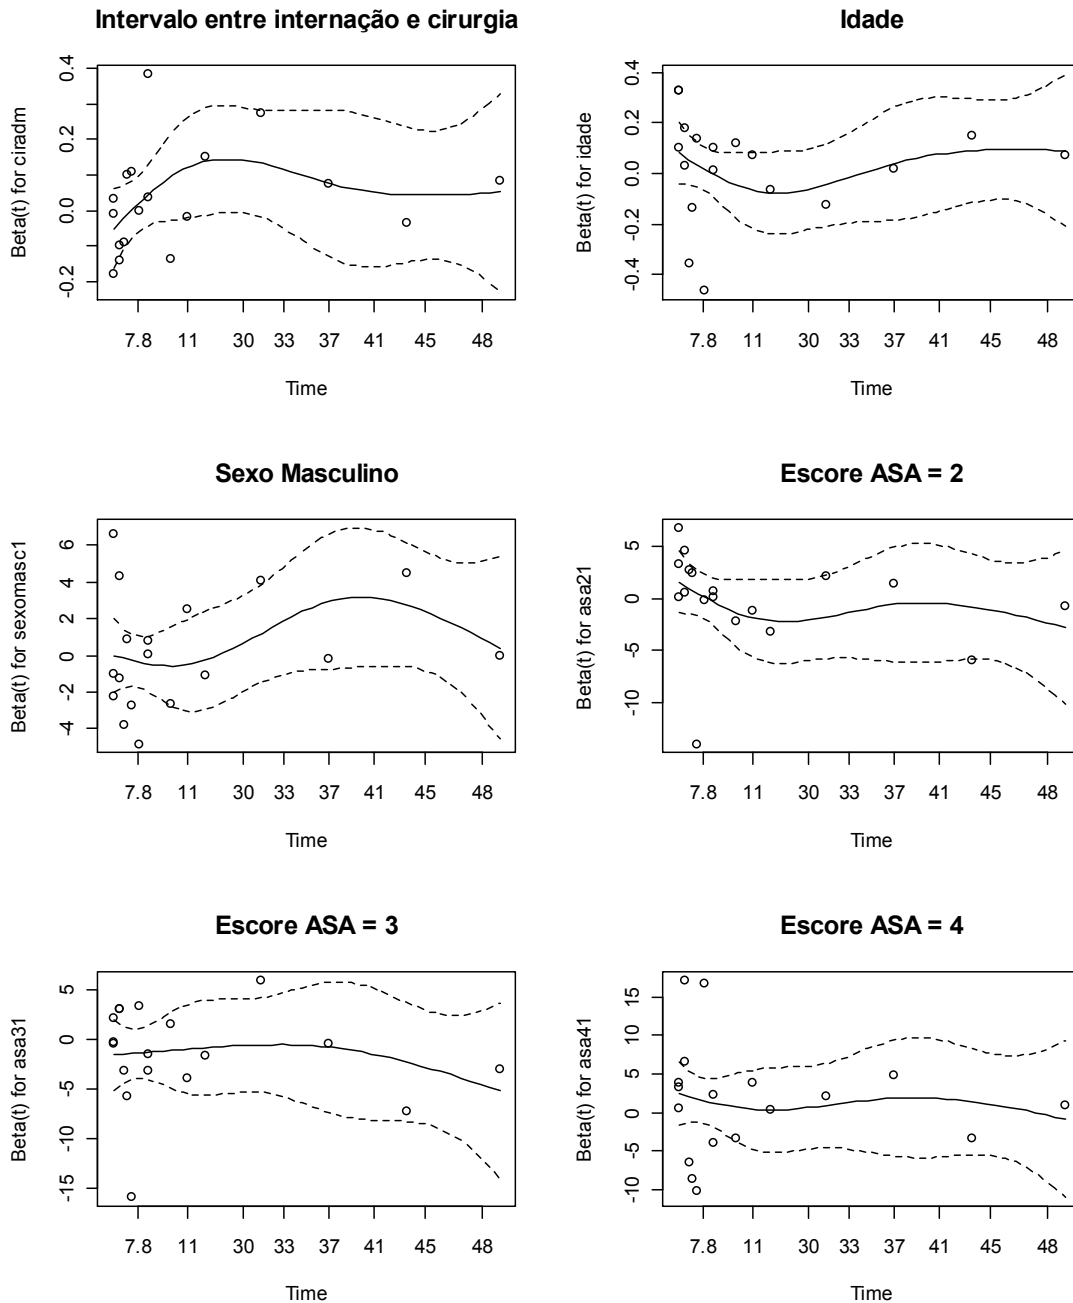 Intervalo entre internação e cirurgia
Beta(t) for ciradm
0.4
0.2
0.0
-0.2
7.8 11 30 33 37 41 45 48
Time
Idade
Beta(t) for idade
0.4
0.2
0.0
-0.2
-0.4
7.8 11 30 33 37 41 45 48
Time
Sexo Masculino
Beta(t) for sexomasc1
6
4
2
0
-2
-4
7.8 11 30 33 37 41 45 48
Time
Escore ASA = 2
Beta(t) for asa21
5
0
-5
-10
7.8 11 30 33 37 41 45 48
Time
Escore ASA = 3
Beta(t) for asa31
5
0
-5
-10
-15
7.8 11 30 33 37 41 45 48
Time
Escore ASA = 4
Beta(t) for asa41
15
10
5
0
-5
-10
7.8 11 30 33 37 41 45 48
Time